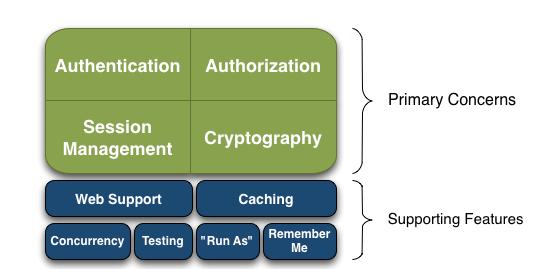 Authentication
Authorization
Session
Management
Cryptography
Primary Concerns
Web Support
Caching
Concurrency
Testing
"Run As"
Remember
Me
Supporting Features